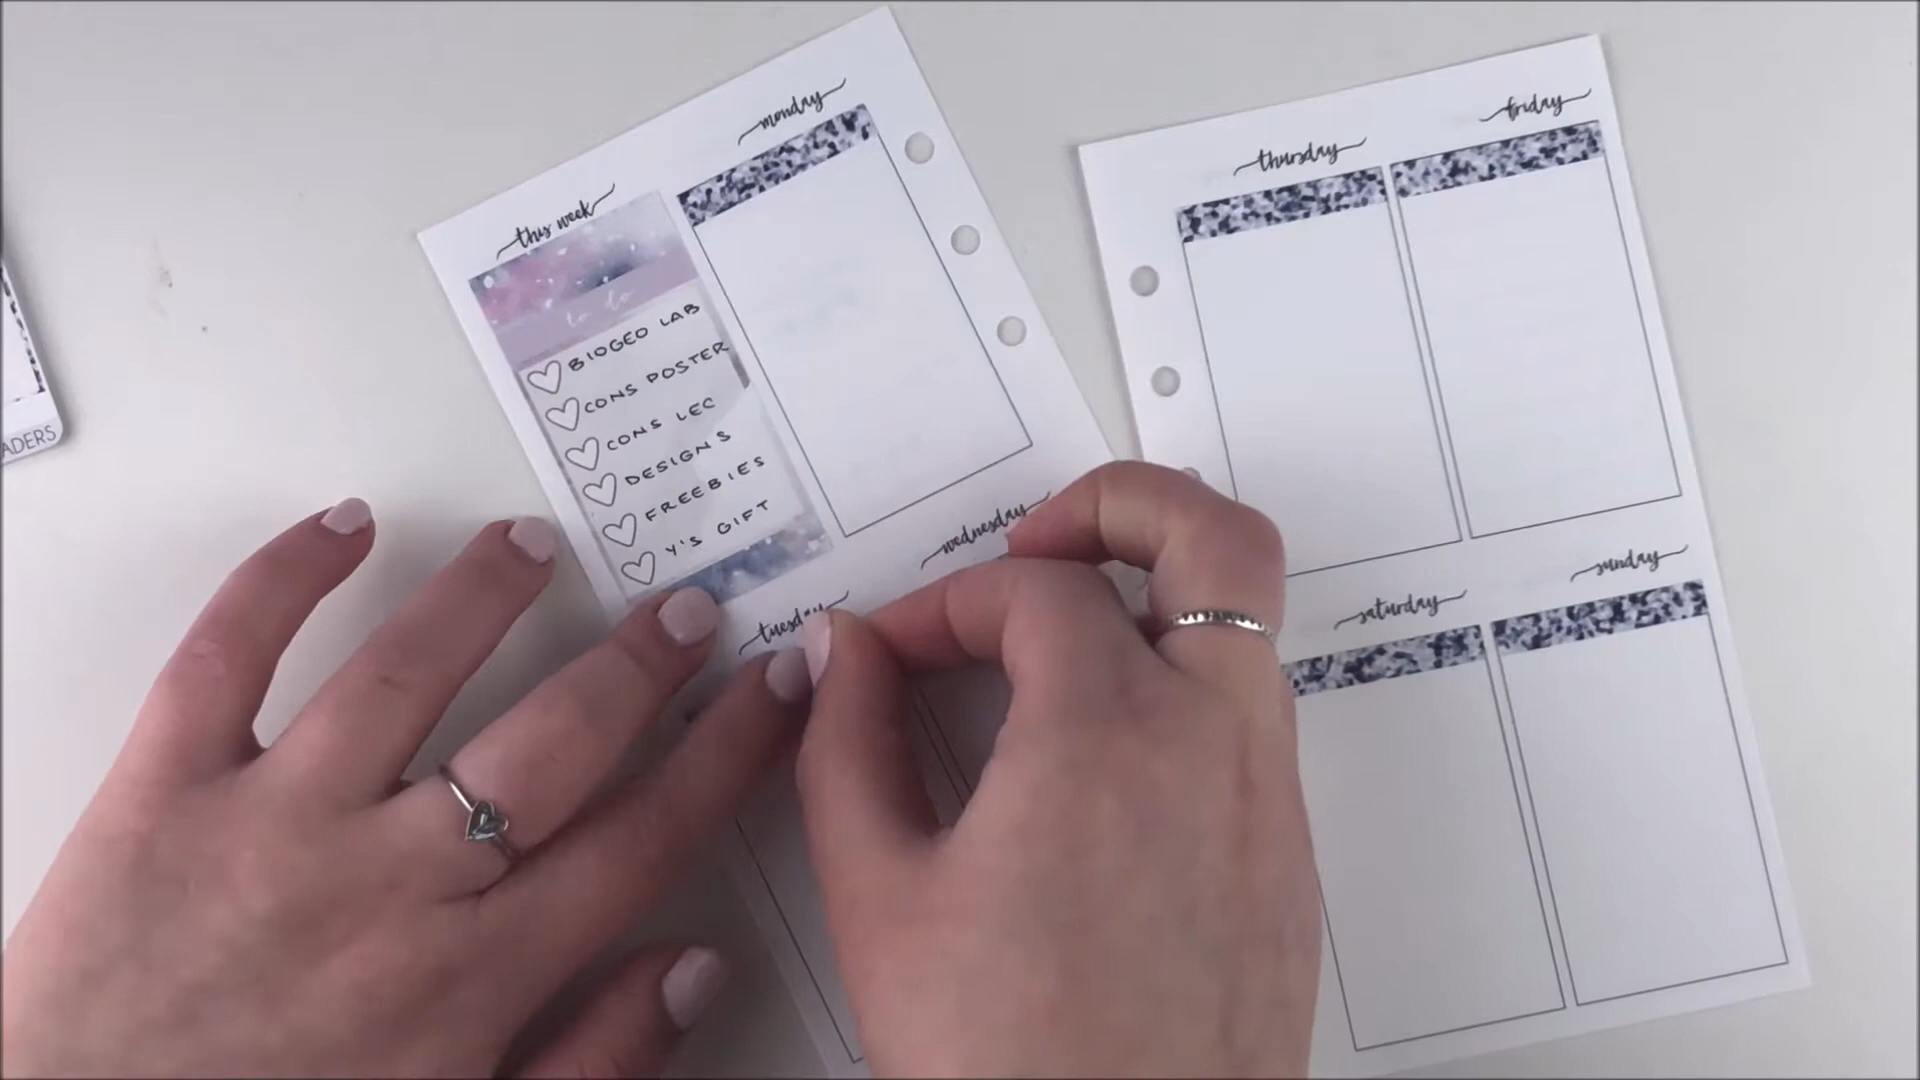 this week
to do
BIOGEO LAB
CONS POSTER
CONS LEC
DESIGNS
FREEBIES
Y'S GIFT
monday
tuesday
wednesday
thursday
friday
saturday
sunday
ADERS